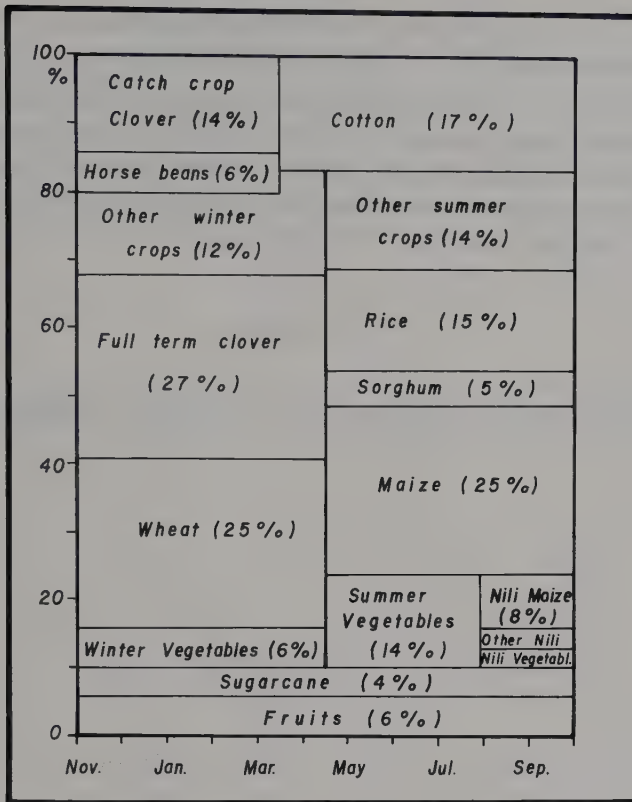 100
%
80
60
40
20
0
Catch crop
Clover (14%)
Horse beans (6%)
Other winter
crops (12%)
Full term clover
(27%)
Wheat (25%)
Winter Vegetables (6%)
Cotton (17%)
Other summer
crops (14%)
Rice (15%)
Sorghum (5%)
Maize (25%)
Summer
Vegetables
(14%)
Nili Maize
(8%)
Other Nili
Nili Vegetabl.
Sugarcane (4%)
Fruits (6%)
Nov. Jan. Mar. May Jul. Sep.